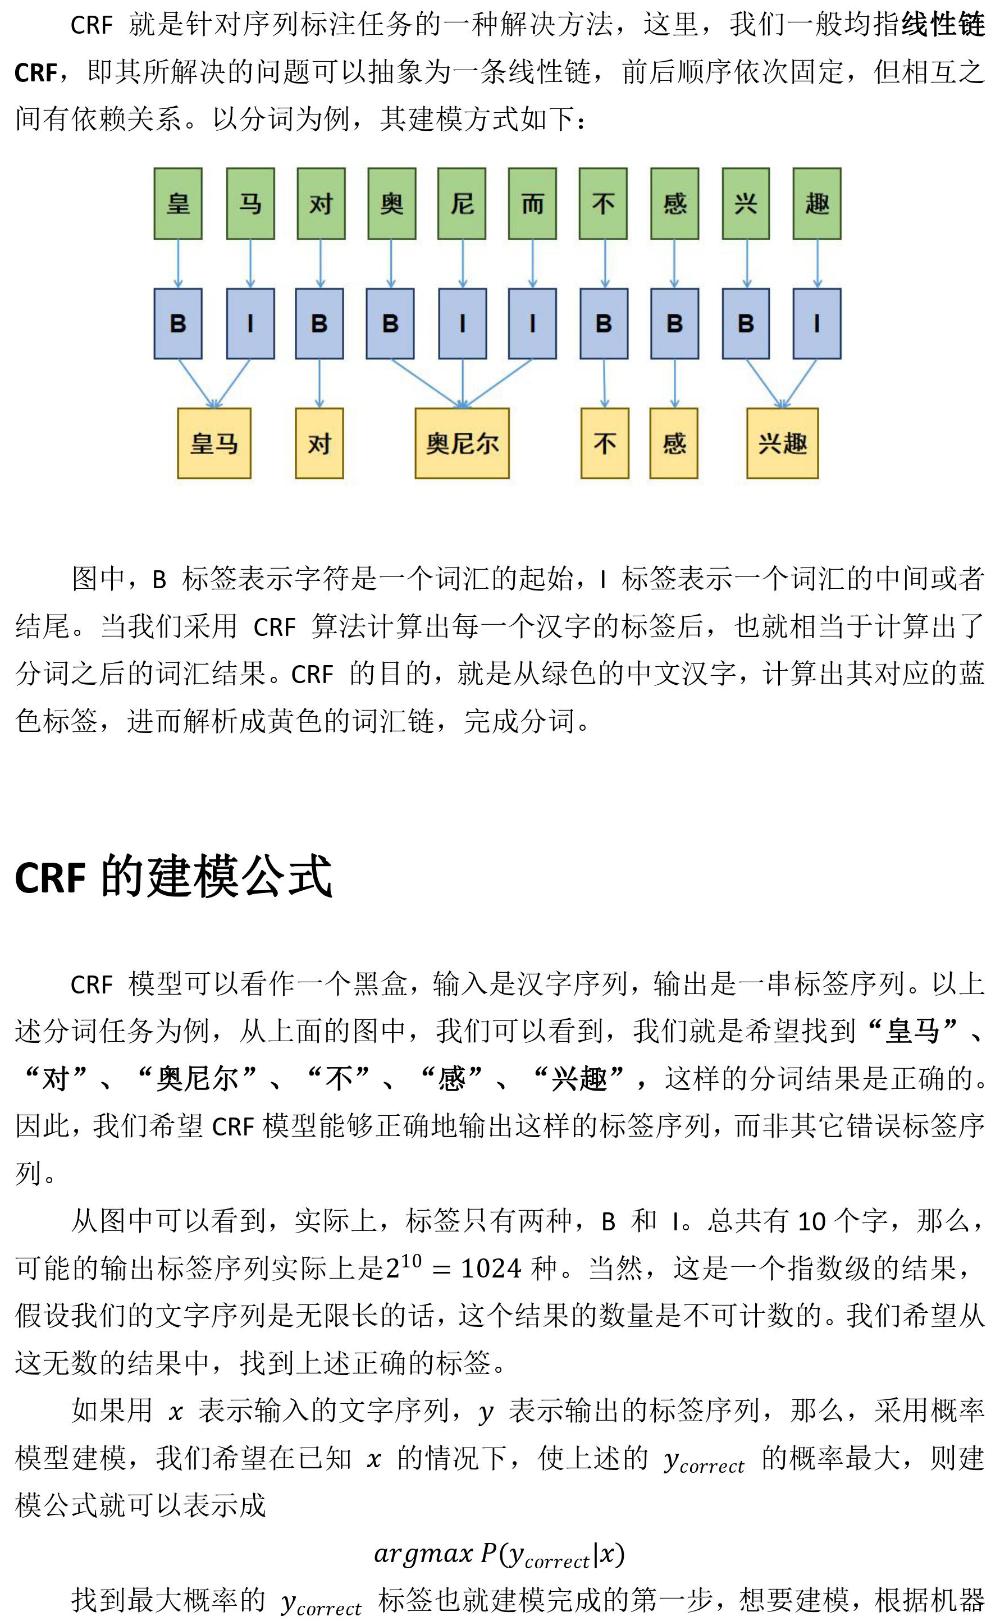 CRF 就是针对序列标注任务的一种解决方法，这里，我们一般均指线性链
CRF，即其所解决的问题可以抽象为一条线性链，前后顺序依次固定，但相互之
间有依赖关系。以分词为例，其建模方式如下：
皇 马 对 奥 尼 而 不 感 兴 趣
B I B B I I B B B I
皇马 对 奥尼尔 不 感 兴趣
图中，B 标签表示字符是一个词汇的起始，I 标签表示一个词汇的中间或者
结尾。当我们采用 CRF 算法计算出每一个汉字的标签后，也就相当于计算出了
分词之后的词汇结果。CRF 的目的，就是从绿色的中文汉字，计算出其对应的蓝
色标签，进而解析成黄色的词汇链，完成分词。
CRF 的建模公式
CRF 模型可以看作一个黑盒，输入是汉字序列，输出是一串标签序列。以上
述分词任务为例，从上面的图中，我们可以看到，我们就是希望找到“皇马”、
“对”、“奥尼尔”、“不”、“感”、“兴趣”，这样的分词结果是正确的。
因此，我们希望 CRF 模型能够正确地输出这样的标签序列，而非其它错误标签序
列。
从图中可以看到，实际上，标签只有两种，B 和 I。总共有 10 个字，那么，
可能的输出标签序列实际上是2^{10} = 1024 种。当然，这是一个指数级的结果，
假设我们的文字序列是无限长的话，这个结果的数量是不可计数的。我们希望从
这无数的结果中，找到上述正确的标签。
如果用 x 表示输入的文字序列，y 表示输出的标签序列，那么，采用概率
模型建模，我们希望在已知 x 的情况下，使上述的 y_{correct} 的概率最大，则建
模公式就可以表示成
argmax P(y_{correct}|x)
找到最大概率的 y_{correct} 标签也就建模完成的第一步，想要建模，根据机器